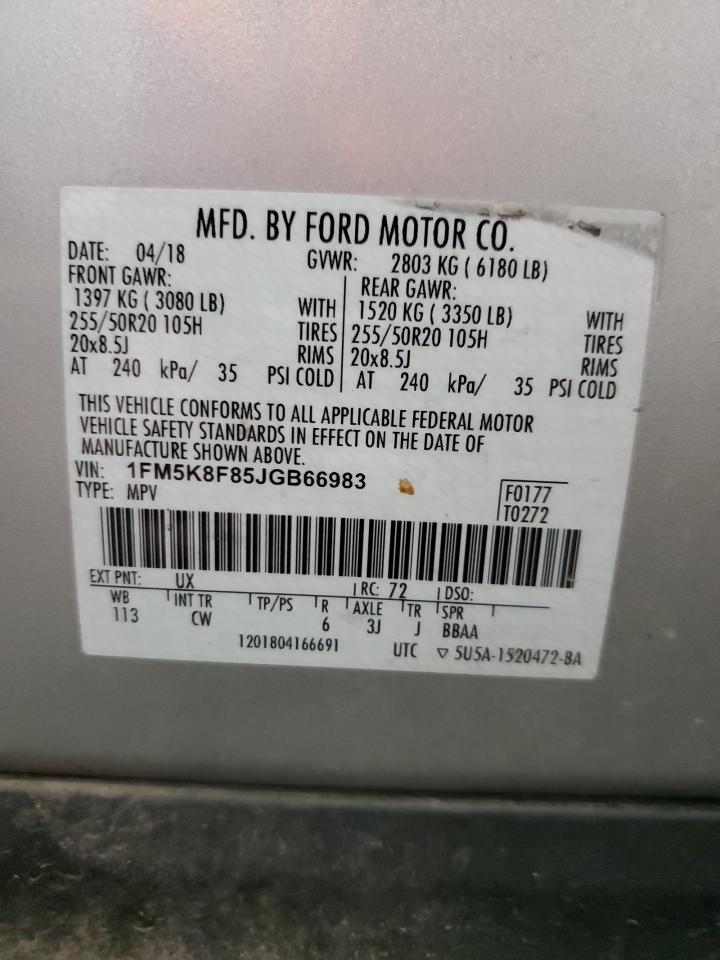 MFD. BY FORD MOTOR CO.
DATE: 04/18 GVWR: 2803 KG ( 6180 LB)
FRONT GAWR: REAR GAWR:
1397 KG ( 3080 LB) WITH 1520 KG ( 3350 LB) WITH
255/50R20 105H TIRES 255/50R20 105H TIRES
20x8.5J RIMS 20x8.5J RIMS
AT 240 kPa/ 35 PSI COLD AT 240 kPa/ 35 PSI COLD
THIS VEHICLE CONFORMS TO ALL APPLICABLE FEDERAL MOTOR
VEHICLE SAFETY STANDARDS IN EFFECT ON THE DATE OF
MANUFACTURE SHOWN ABOVE.
VIN: 1FM5K8F85JGB66983
TYPE: MPV
F0177
T0272
EXT PNT: UX RC: 72 DSO:
WB INT TR TP/PS R AXLE TR SPR
113 CW 6 3J J BBAA
1201804166691 UTC ▽ 5U5A-1520472-BA